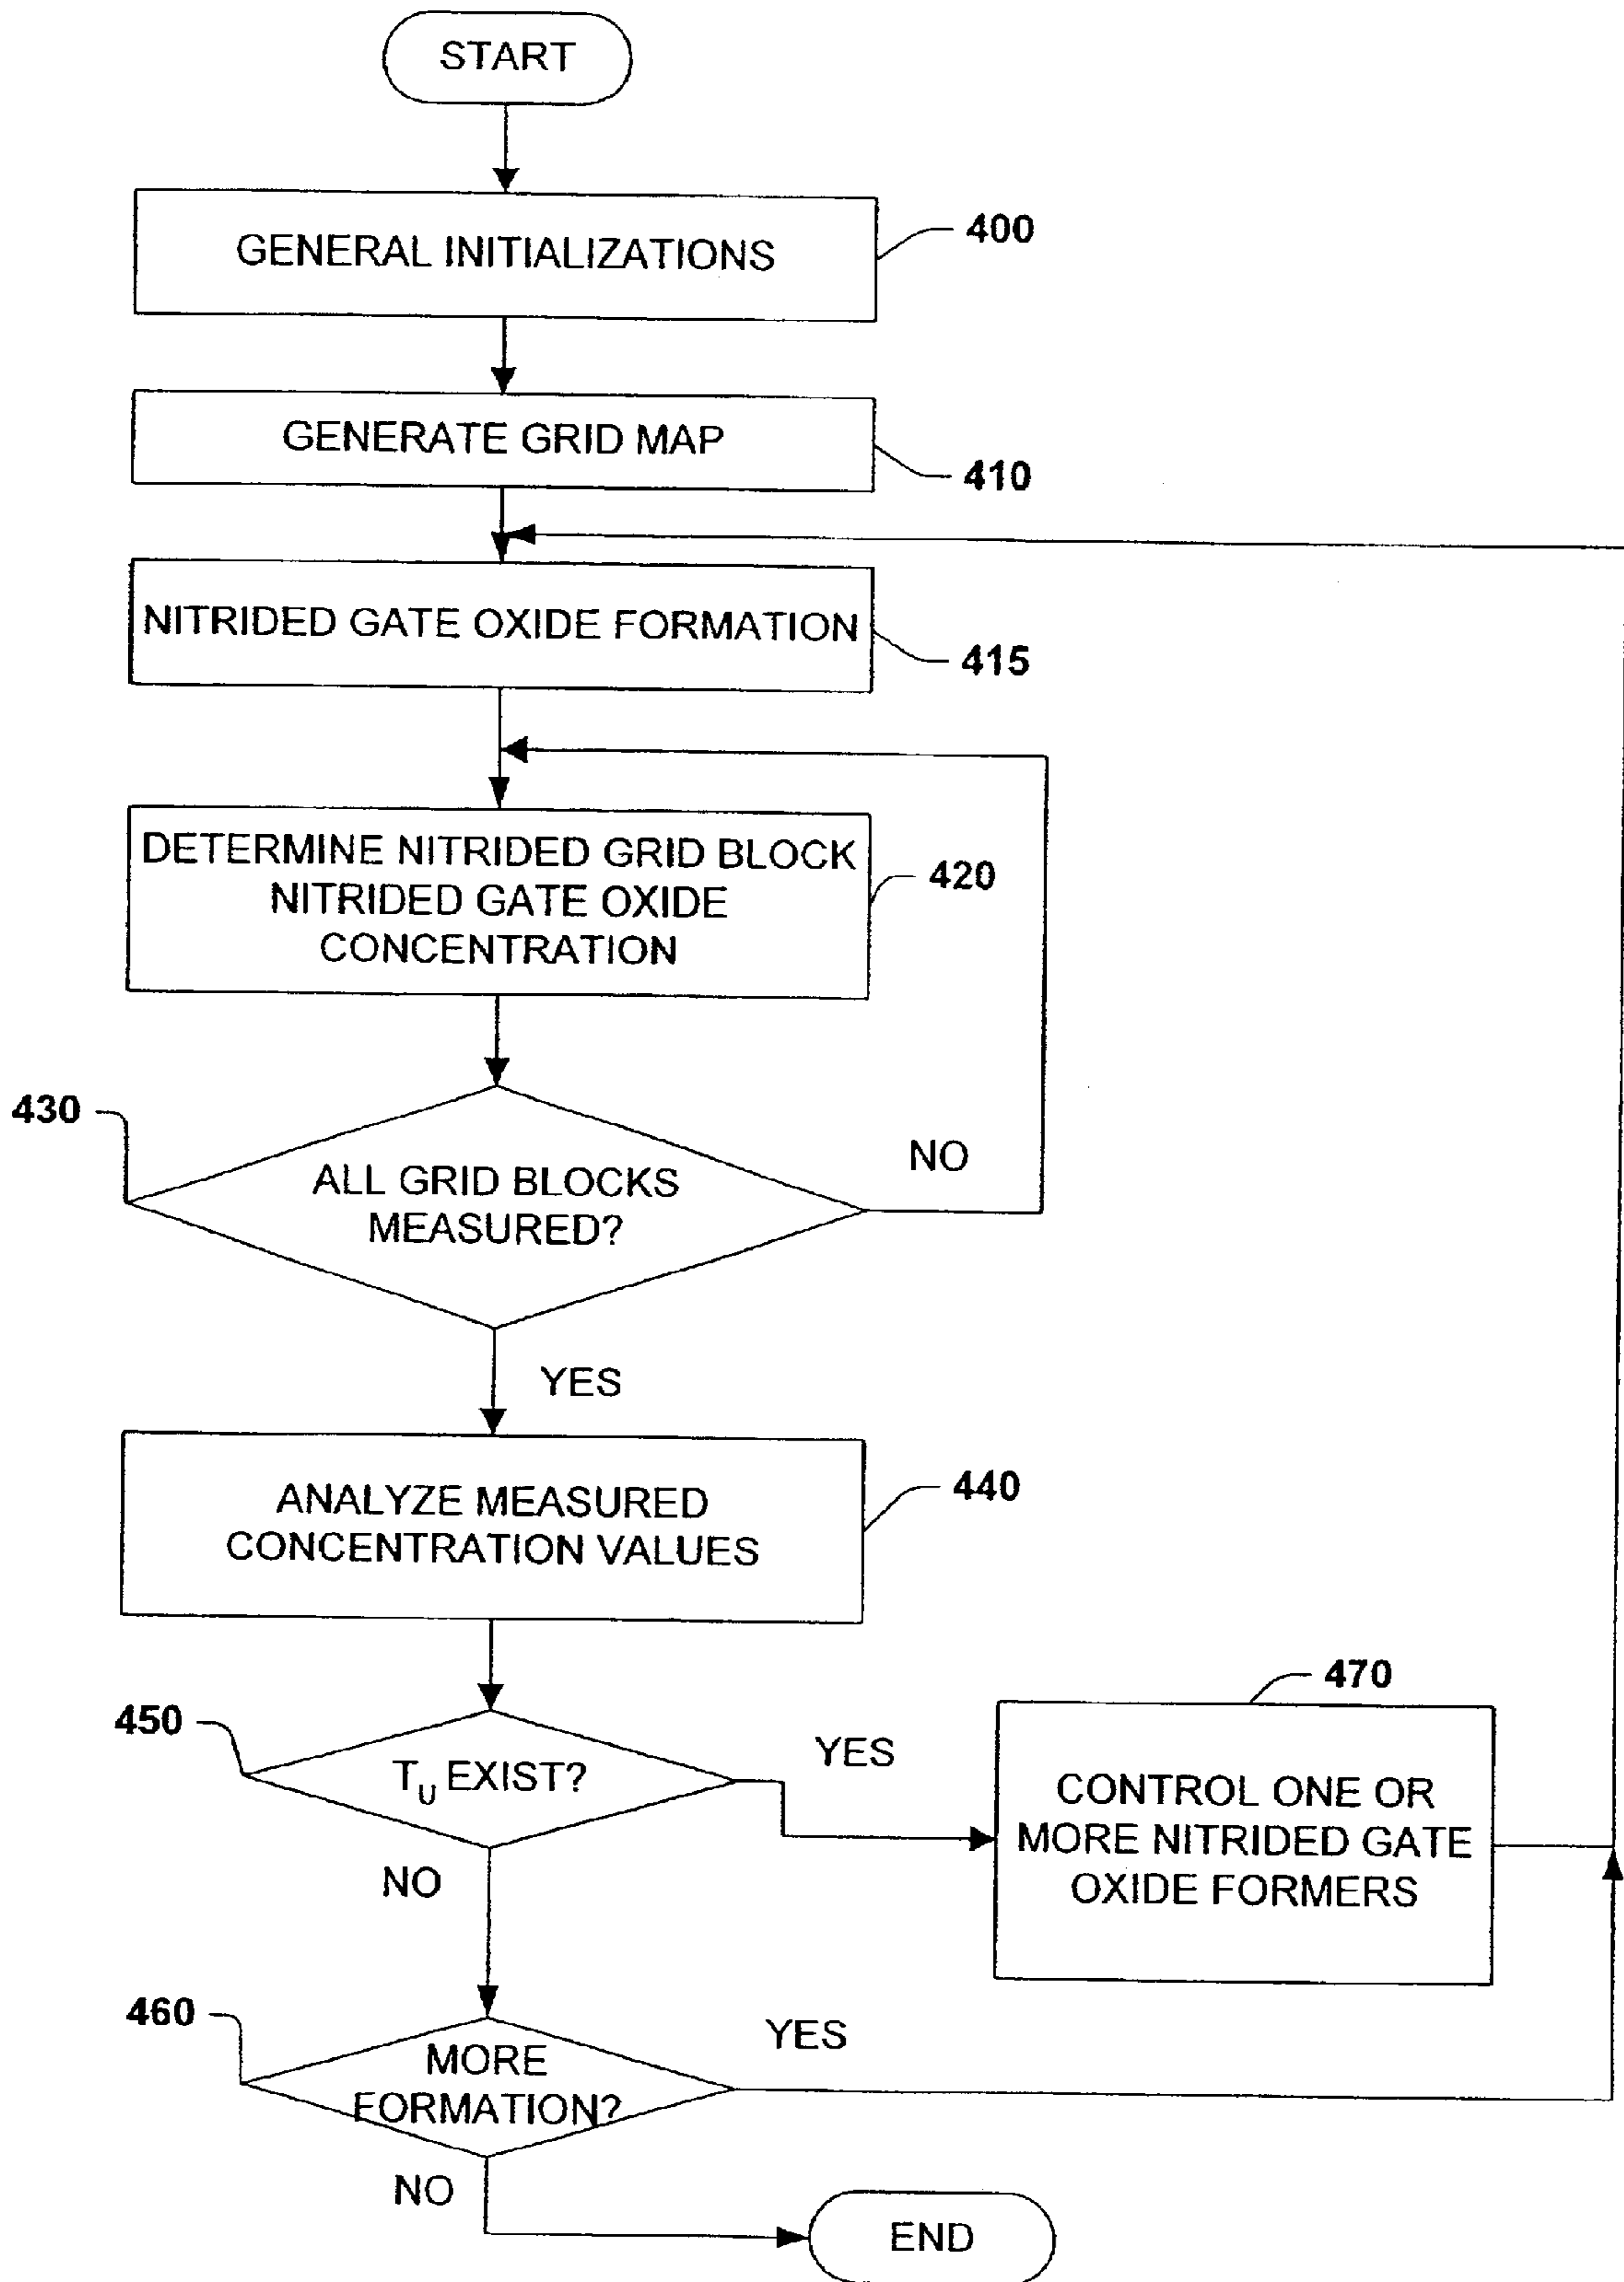 START
GENERAL INITIALIZATIONS
400
GENERATE GRID MAP
410
NITRIDED GATE OXIDE FORMATION
415
DETERMINE NITRIDED GRID BLOCK
NITRIDED GATE OXIDE
CONCENTRATION
420
430
ALL GRID BLOCKS
MEASURED?
NO
YES
ANALYZE MEASURED
CONCENTRATION VALUES
440
450
TU EXIST?
YES
470
CONTROL ONE OR
MORE NITRIDED GATE
OXIDE FORMERS
NO
460
MORE
FORMATION?
YES
NO
END